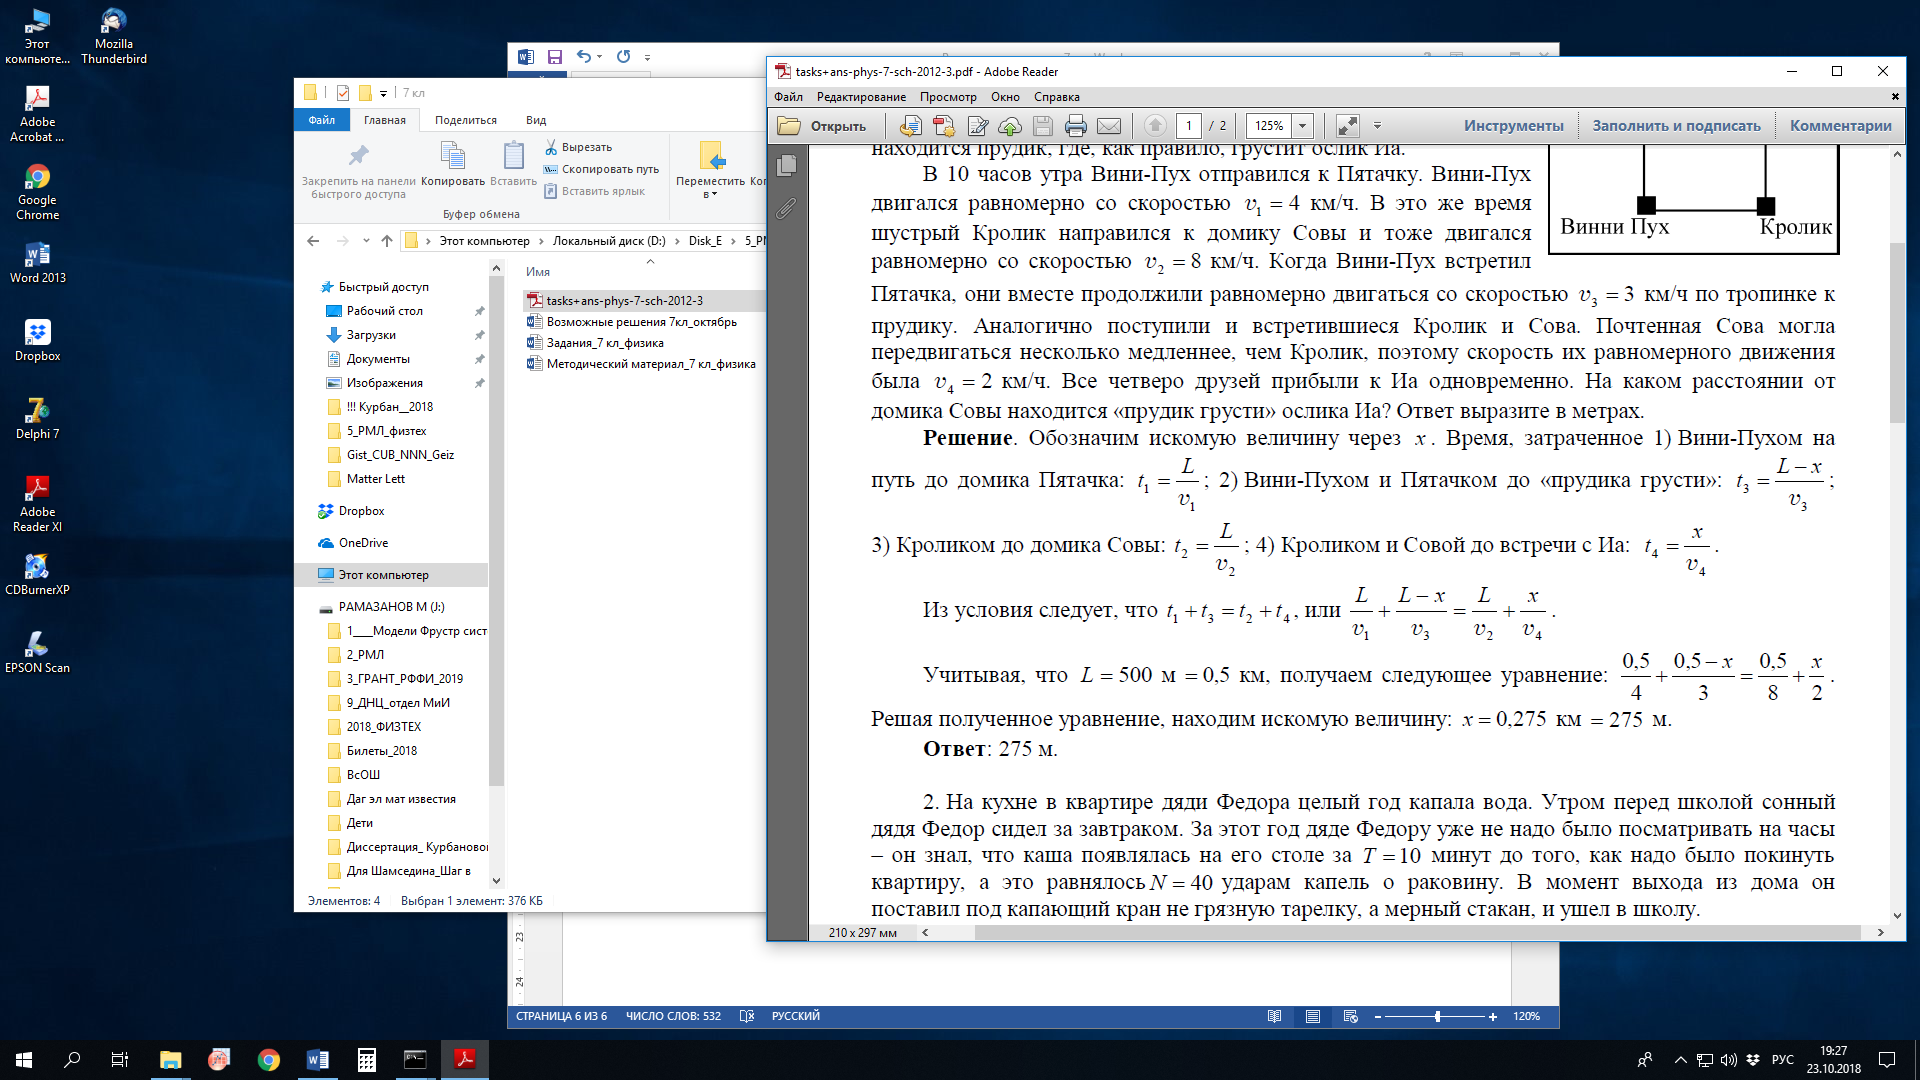 Этот
компьюте...
Mozilla
Thunderbird
Adobe
Acrobat ...
Google
Chrome
Word 2013
Dropbox
Delphi 7
Adobe
Reader XI
CDBurnerXP
EPSON Scan
7 кл
Файл
Главная
Поделиться
Вид
Закрепить на панели
быстрого доступа
Копировать
Вставить
Вырезать
Скопировать путь
Вставить ярлык
Переместить
в
Буфер обмена
Этот компьютер
Локальный диск (D:)
Disk_E
Имя
Быстрый доступ
Рабочий стол
Загрузки
Документы
Изображения
!!! Курбан__2018
5_РМЛ_физтех
Gist_CUB_NNN_Geiz
Matter Lett
Dropbox
OneDrive
Этот компьютер
РАМАЗАНОВ М (J:)
1___Модели Фрустр сист
2_РМЛ
3_ГРАНТ_РФФИ_2019
9_ДНЦ_отдел МиИ
2018_ФИЗТЕХ
Билеты_2018
ВсОШ
Даг эл мат известия
Дети
Диссертация_ Курбановой
Для Шамседина_Шаг в
tasks+ans-phys-7-sch-2012-3
Возможные решения 7кл_октябрь
Задания_7 кл_физика
Методический материал_7 кл_физика
Элементов: 4 Выбран 1 элемент: 376 КБ
tasks+ans-phys-7-sch-2012-3.pdf - Adobe Reader
Файл Редактирование Просмотр Окно Справка
Открыть
1 / 2
125%
Инструменты
Заполнить и подписать
Комментарии
находится прудик, где, как правило, грустит ослик Иа.
В 10 часов утра Вини-Пух отправился к Пятачку. Вини-Пух
двигался равномерно со скоростью v₁ = 4 км/ч. В это же время
шустрый Кролик направился к домику Совы и тоже двигался
равномерно со скоростью v₂ = 8 км/ч. Когда Вини-Пух встретил
Винни Пух
Кролик
Пятачка, они вместе продолжили равномерно двигаться со скоростью v₃ = 3 км/ч по тропинке к
прудику. Аналогично поступили и встретившиеся Кролик и Сова. Почтенная Сова могла
передвигаться несколько медленнее, чем Кролик, поэтому скорость их равномерного движения
была v₄ = 2 км/ч. Все четверо друзей прибыли к Иа одновременно. На каком расстоянии от
домика Совы находится «прудик грусти» ослика Иа? Ответ выразите в метрах.
Решение. Обозначим искомую величину через x. Время, затраченное 1) Вини-Пухом на
путь до домика Пятачка: t₁ = L/v₁; 2) Вини-Пухом и Пятачком до «прудика грусти»: t₃ = (L − x)/v₃;
3) Кроликом до домика Совы: t₂ = L/v₂; 4) Кроликом и Совой до встречи с Иа: t₄ = x/v₄.
Из условия следует, что t₁ + t₃ = t₂ + t₄, или L/v₁ + (L − x)/v₃ = L/v₂ + x/v₄.
Учитывая, что L = 500 м = 0,5 км, получаем следующее уравнение: 0,5/4 + (0,5 − x)/3 = 0,5/8 + x/2.
Решая полученное уравнение, находим искомую величину: x = 0,275 км = 275 м.
Ответ: 275 м.
2. На кухне в квартире дяди Федора целый год капала вода. Утром перед школой сонный
дядя Федор сидел за завтраком. За этот год дяде Федору уже не надо было посматривать на часы
– он знал, что каша появлялась на его столе за T = 10 минут до того, как надо было покинуть
квартиру, а это равнялось N = 40 ударам капель о раковину. В момент выхода из дома он
поставил под капающий кран не грязную тарелку, а мерный стакан, и ушел в школу.
210 x 297 мм
23
24
СТРАНИЦА 6 ИЗ 6 ЧИСЛО СЛОВ: 532 РУССКИЙ
120%
РУС
19:27
23.10.2018